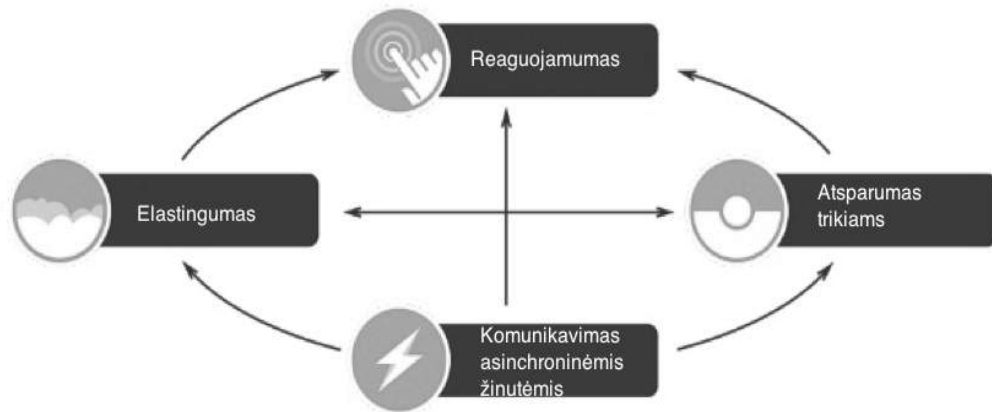 Reaguojamumas
Elastingumas
Atsparumas
trikiams
Komunikavimas
asinchroninėmis
žinutėmis